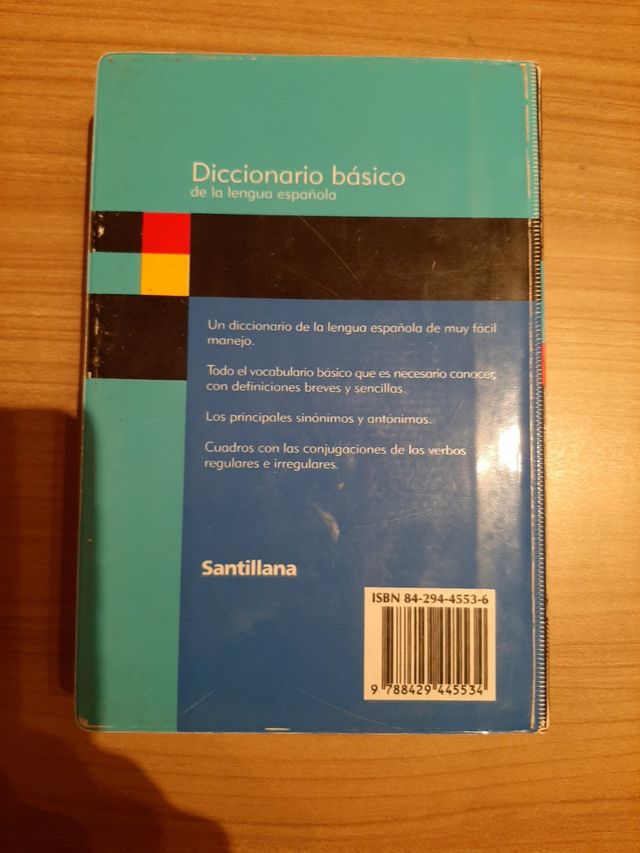 Diccionario básico
de la lengua española
Un diccionario de la lengua española de muy fácil
manejo.
Todo el vocabulario básico que es necesario conocer,
con definiciones breves y sencillas.
Los principales sinónimos y antónimos.
Cuadros con las conjugaciones de los verbos
regulares e irregulares.
Santillana
ISBN 84-294-4553-6
9 788429 445534